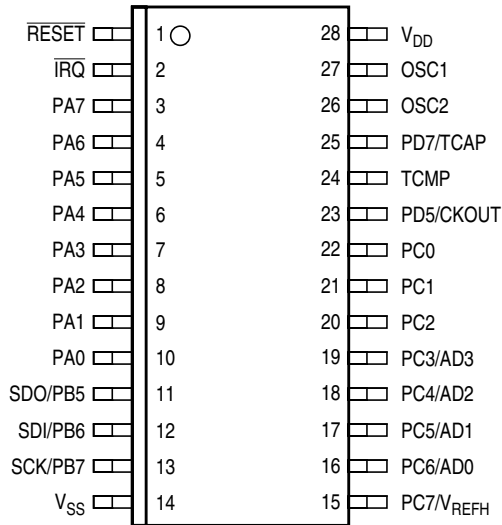 RESET 1 28 VDD
IRQ 2 27 OSC1
PA7 3 26 OSC2
PA6 4 25 PD7/TCAP
PA5 5 24 TCMP
PA4 6 23 PD5/CKOUT
PA3 7 22 PC0
PA2 8 21 PC1
PA1 9 20 PC2
PA0 10 19 PC3/AD3
SDO/PB5 11 18 PC4/AD2
SDI/PB6 12 17 PC5/AD1
SCK/PB7 13 16 PC6/AD0
VSS 14 15 PC7/VREFH